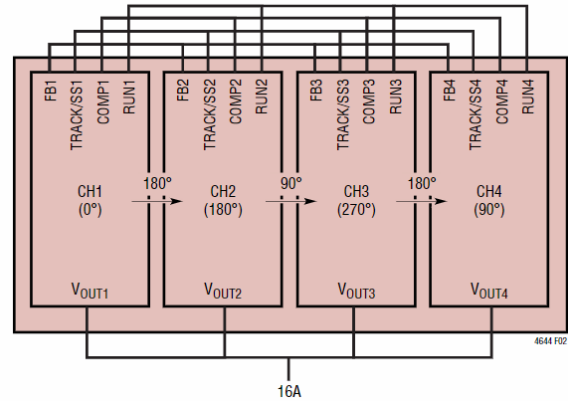 FB1 TRACK/SS1 COMP1 RUN1 FB2 TRACK/SS2 COMP2 RUN2 FB3 TRACK/SS3 COMP3 RUN3 FB4 TRACK/SS4 COMP4 RUN4
180° 90° 180°
CH1 CH2 CH3 CH4
(0°) (180°) (270°) (90°)
VOUT1 VOUT2 VOUT3 VOUT4
4644 F02
16A